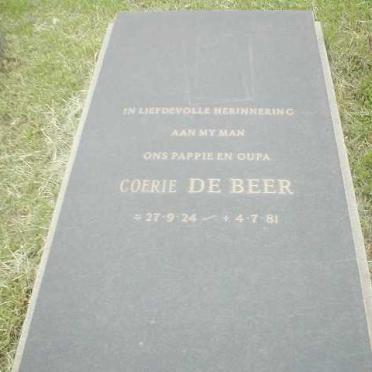 IN LIEFDEVOLLE HERINNERING
AAN MY MAN
ONS PAPPIE EN OUPA
COERIE DE BEER
* 27·9·24 — + 4·7·81